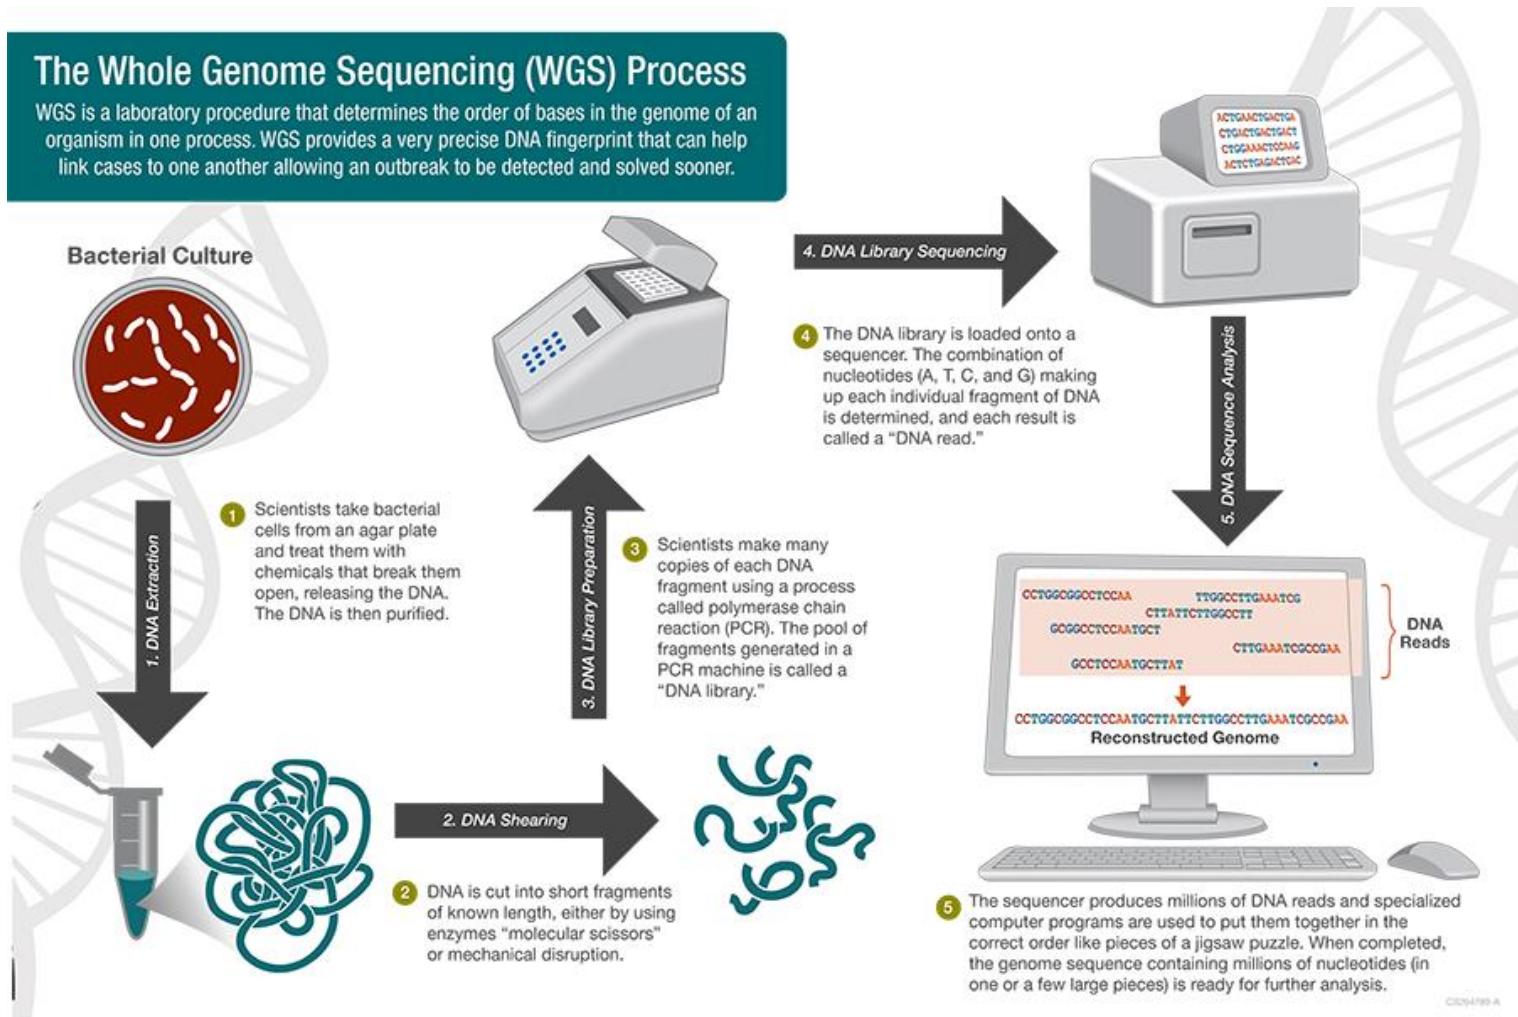 The Whole Genome Sequencing (WGS) Process
WGS is a laboratory procedure that determines the order of bases in the genome of an
organism in one process. WGS provides a very precise DNA fingerprint that can help
link cases to one another allowing an outbreak to be detected and solved sooner.
Bacterial Culture
1. DNA Extraction
1
Scientists take bacterial
cells from an agar plate
and treat them with
chemicals that break them
open, releasing the DNA.
The DNA is then purified.
2. DNA Shearing
2
DNA is cut into short fragments
of known length, either by using
enzymes “molecular scissors”
or mechanical disruption.
3. DNA Library Preparation
3
Scientists make many
copies of each DNA
fragment using a process
called polymerase chain
reaction (PCR). The pool of
fragments generated in a
PCR machine is called a
“DNA library.”
4. DNA Library Sequencing
4
The DNA library is loaded onto a
sequencer. The combination of
nucleotides (A, T, C, and G) making
up each individual fragment of DNA
is determined, and each result is
called a “DNA read.”
ACTGAACTGACTGA
CTGACTGACTGACT
CTGGAAACTCCAAG
ACTCTGAGACTGAC
5. DNA Sequence Analysis
CCTGGCGGCCTCCAA
TTGGCCTTGAAATCG
CTTATTCTTGGCCTT
GCGGCCTCCAATGCT
CTTGAAATCGCCGAA
GCCTCCAATGCTTAT
DNA
Reads
CCTGGCGGCCTCCAATGCTTATTCTTGGCCTTGAAATCGCCGAA
Reconstructed Genome
5
The sequencer produces millions of DNA reads and specialized
computer programs are used to put them together in the
correct order like pieces of a jigsaw puzzle. When completed,
the genome sequence containing millions of nucleotides (in
one or a few large pieces) is ready for further analysis.